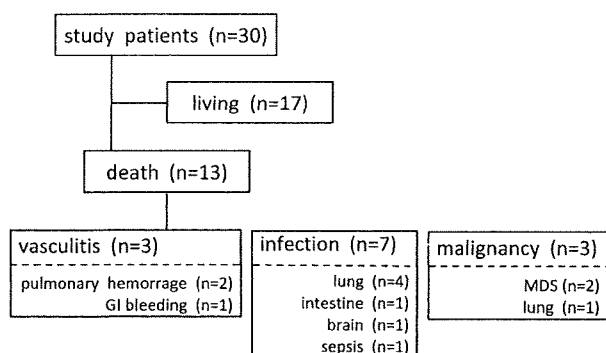 study patients (n=30)
living (n=17)
death (n=13)
vasculitis (n=3)
pulmonary hemorrage (n=2)
GI bleeding (n=1)
infection (n=7)
lung (n=4)
intestine (n=1)
brain (n=1)
sepsis (n=1)
malignancy (n=3)
MDS (n=2)
lung (n=1)